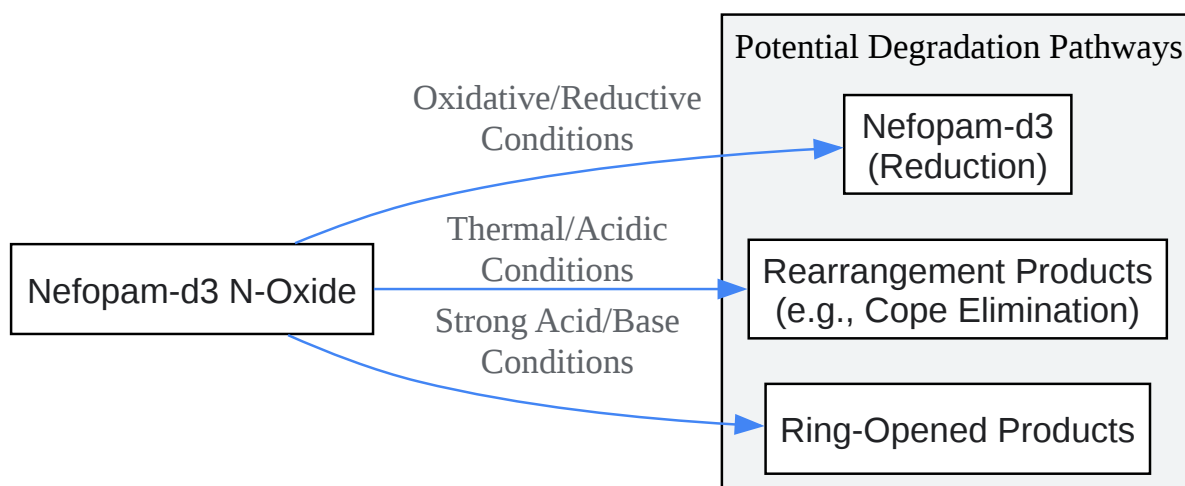 Potential Degradation Pathways
Oxidative/Reductive
Conditions
Nefopam-d3
(Reduction)
Thermal/Acidic
Conditions
Nefopam-d3 N-Oxide
Rearrangement Products
(e.g., Cope Elimination)
Strong Acid/Base
Conditions
Ring-Opened Products